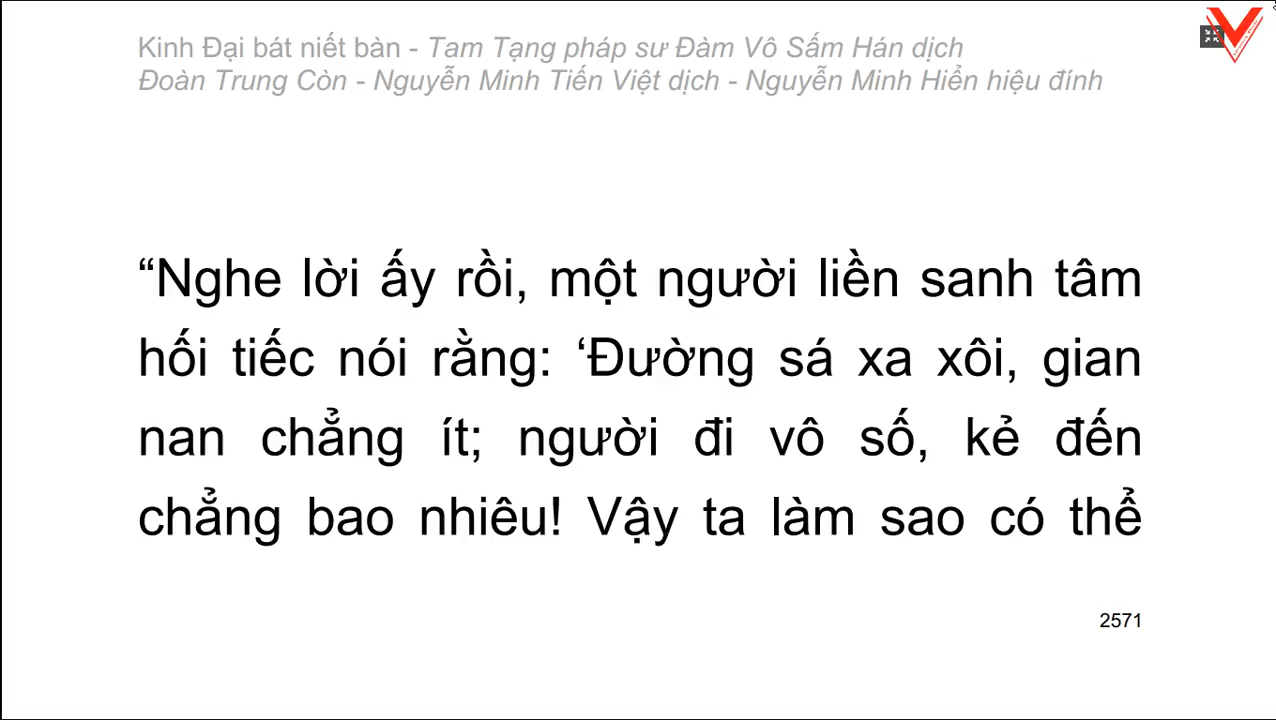 Kinh Đại bát niết bàn - Tam Tạng pháp sư Đàm Vô Sấm Hán dịch
Đoàn Trung Còn - Nguyễn Minh Tiến Việt dịch - Nguyễn Minh Hiển hiệu đính
“Nghe lời ấy rồi, một người liền sanh tâm
hối tiếc nói rằng: ‘Đường sá xa xôi, gian
nan chẳng ít; người đi vô số, kẻ đến
chẳng bao nhiêu! Vậy ta làm sao có thể
2571